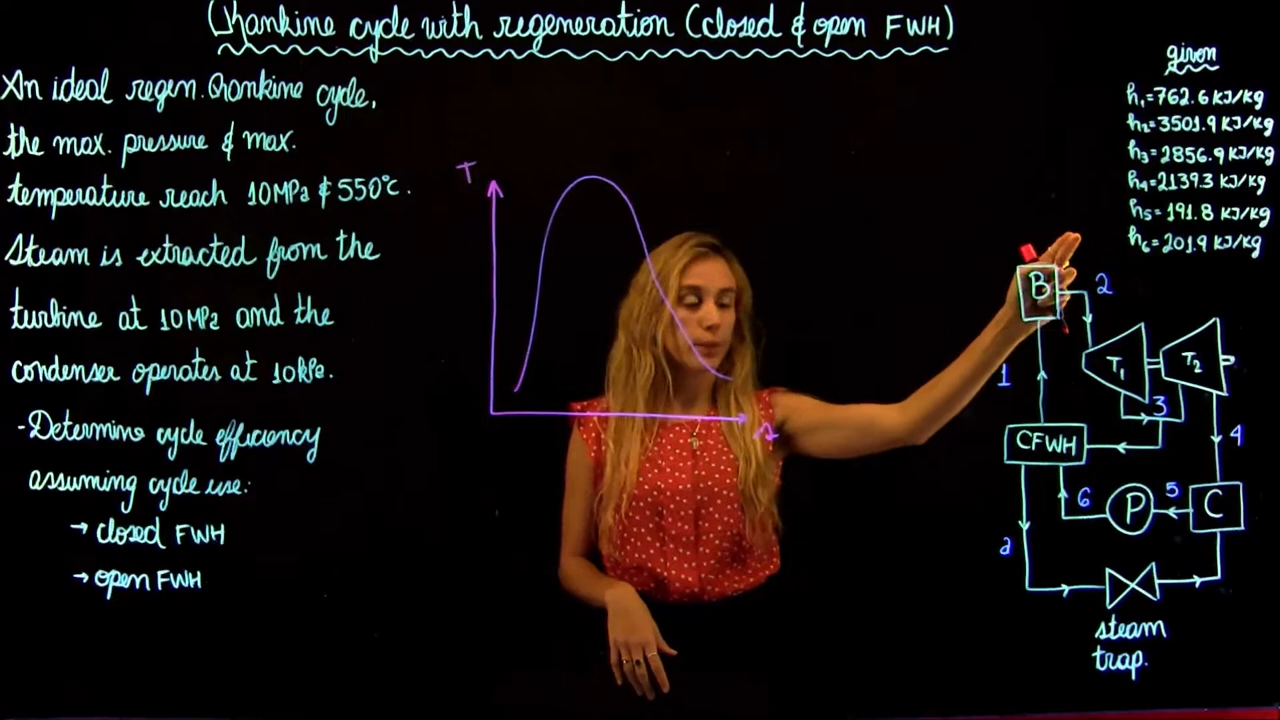 Rankine cycle with regeneration (closed & open FWH)
An ideal regen. Rankine cycle,
the max. pressure & max.
temperature reach 10MPa & 550°c.
Steam is extracted from the
turbine at 10MPa and the
condenser operates at 10kPa.
-Determine cycle efficiency
assuming cycle use:
→ closed FWH
→ open FWH
T
s
given
h₁=762.6 KJ/Kg
h₂=3501.9 KJ/Kg
h₃=2856.9 KJ/Kg
h₄=2139.3 KJ/Kg
h₅=191.8 KJ/Kg
h₆=201.9 KJ/Kg
B
2
T₁
T₂
1
3
CFWH
4
6
P
5
C
a
steam
trap.